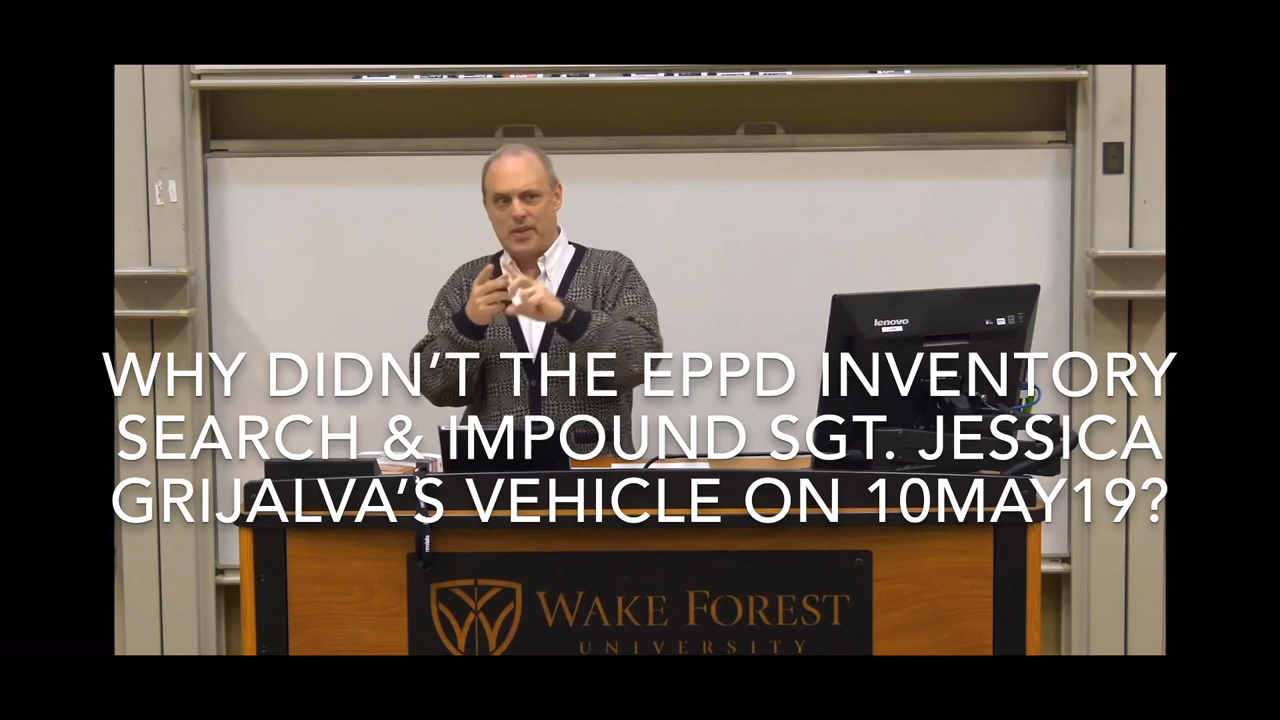 lenovo
WHY DIDN’T THE EPPD INVENTORY
SEARCH & IMPOUND SGT. JESSICA
GRIJALVA’S VEHICLE ON 10MAY19?
WAKE FOREST
UNIVERSITY